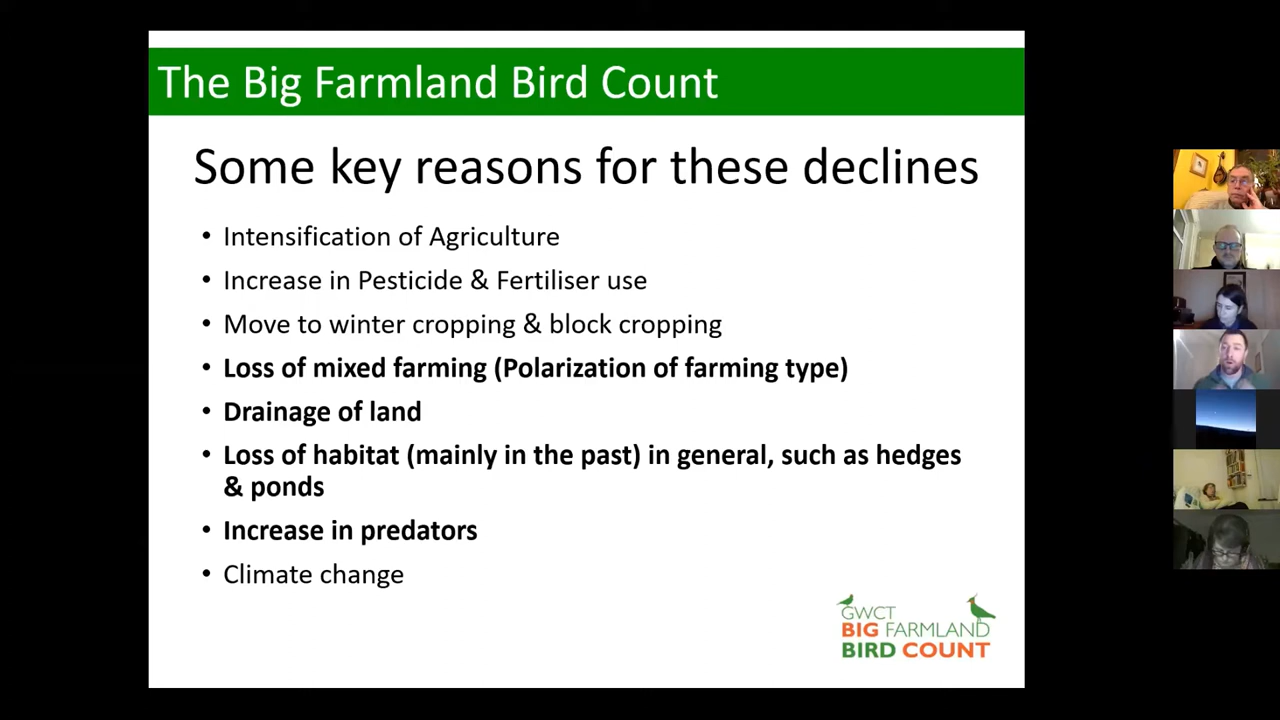 The Big Farmland Bird Count
Some key reasons for these declines
• Intensification of Agriculture
• Increase in Pesticide & Fertiliser use
• Move to winter cropping & block cropping
• Loss of mixed farming (Polarization of farming type)
• Drainage of land
• Loss of habitat (mainly in the past) in general, such as hedges
& ponds
• Increase in predators
• Climate change
GWCT
BIG FARMLAND
BIRD COUNT